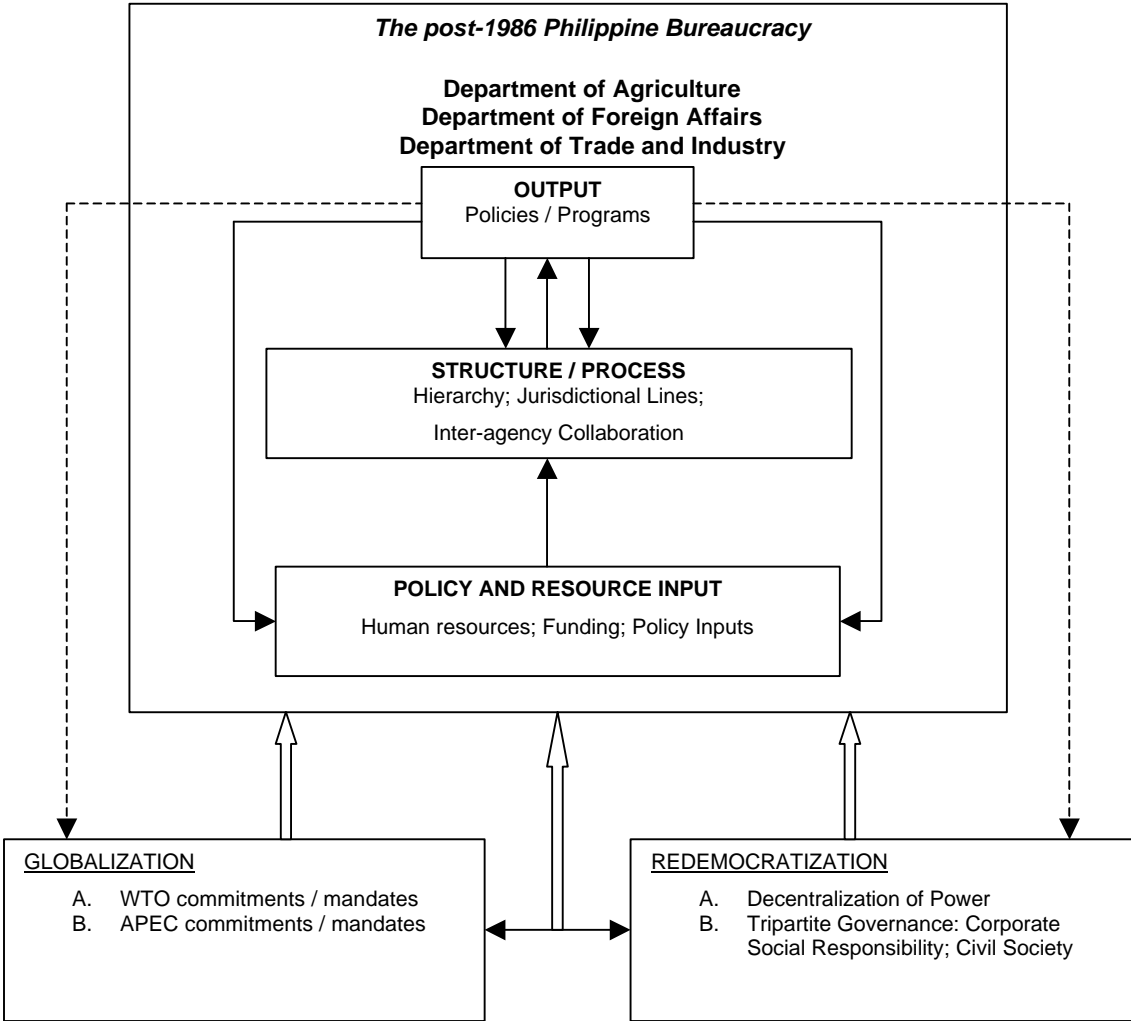 The post-1986 Philippine Bureaucracy
Department of Agriculture
Department of Foreign Affairs
Department of Trade and Industry
OUTPUT
Policies / Programs
STRUCTURE / PROCESS
Hierarchy; Jurisdictional Lines;
Inter-agency Collaboration
POLICY AND RESOURCE INPUT
Human resources; Funding; Policy Inputs
GLOBALIZATION
A. WTO commitments / mandates
B. APEC commitments / mandates
REDEMOCRATIZATION
A. Decentralization of Power
B. Tripartite Governance: Corporate
Social Responsibility; Civil Society